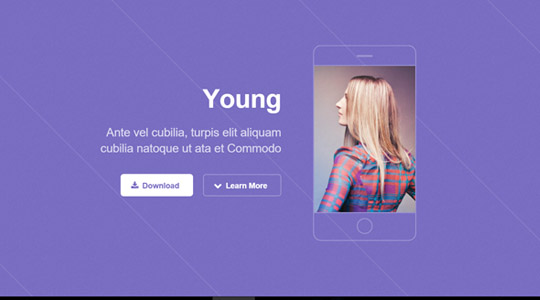 Young
Ante vel cubilia, turpis elit aliquam
cubilia natoque ut ata et Commodo
Download
Learn More